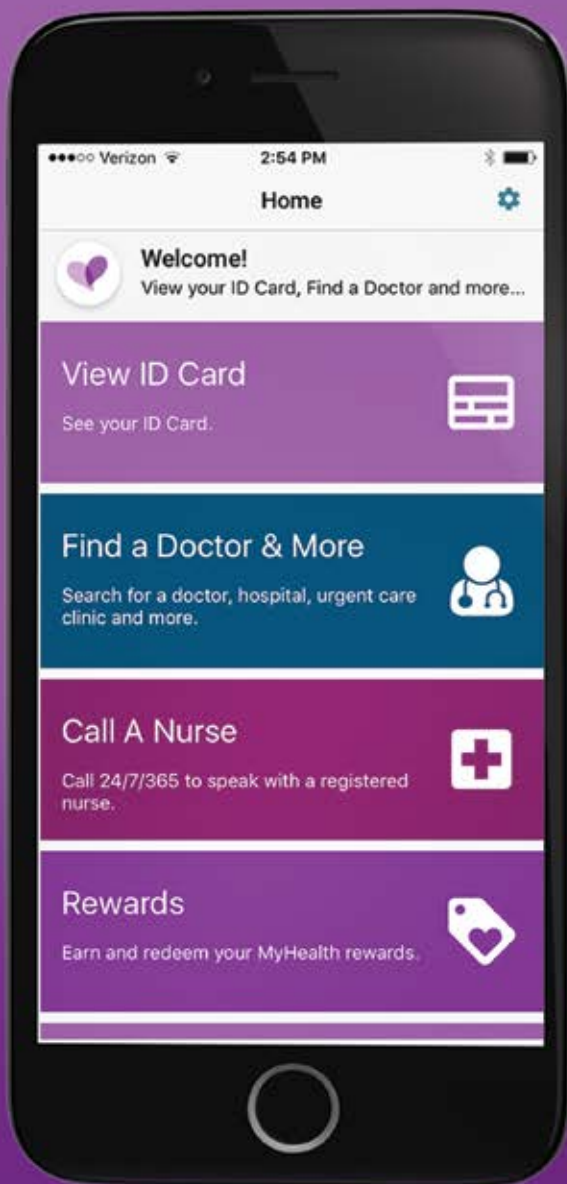 Verizon 2:54 PM
Home
Welcome!
View your ID Card, Find a Doctor and more...
View ID Card
See your ID Card.
Find a Doctor & More
Search for a doctor, hospital, urgent care
clinic and more.
Call A Nurse
Call 24/7/365 to speak with a registered
nurse.
Rewards
Earn and redeem your MyHealth rewards.